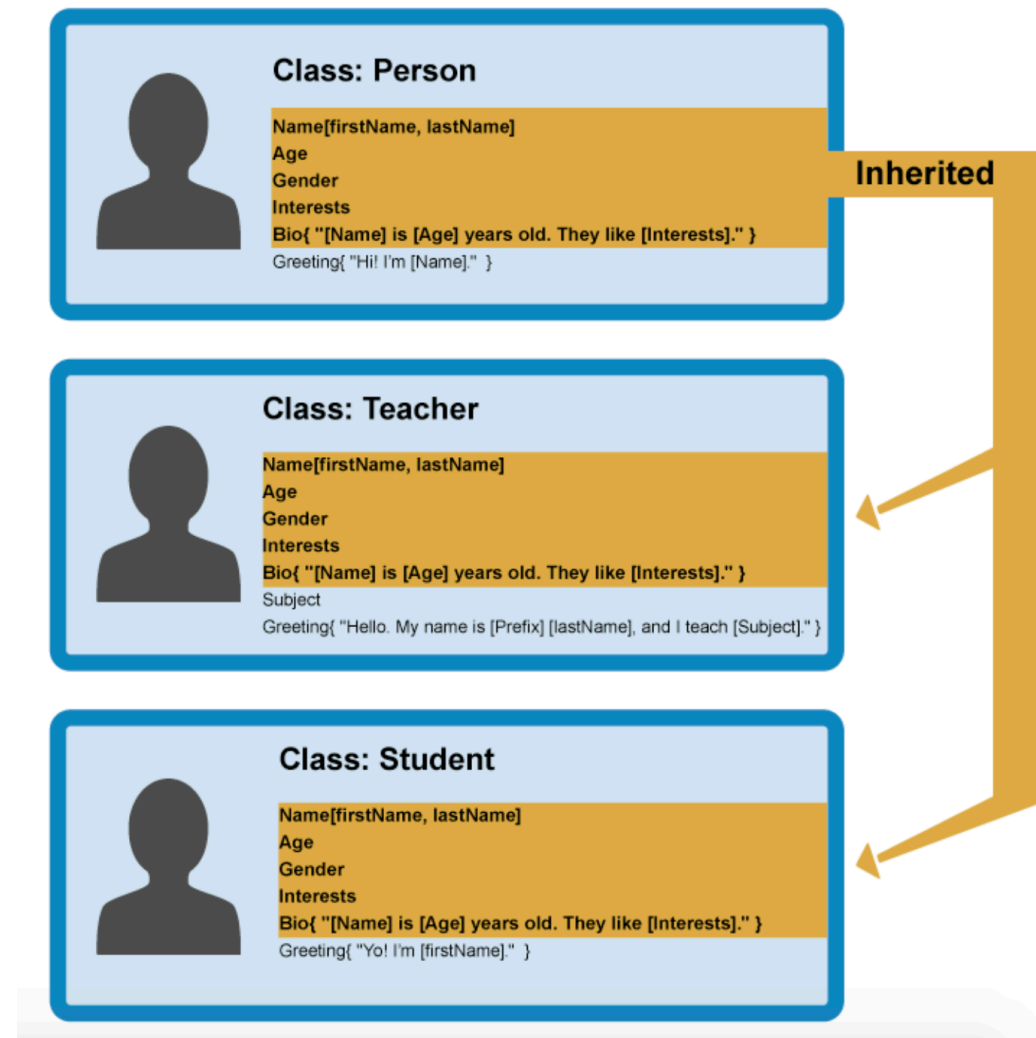 Class: Person
Name[firstName, lastName]
Age
Gender
Interests
Bio{ "[Name] is [Age] years old. They like [Interests]." }
Greeting{ "Hi! I'm [Name]."  }
Inherited
Class: Teacher
Name[firstName, lastName]
Age
Gender
Interests
Bio{ "[Name] is [Age] years old. They like [Interests]." }
Subject
Greeting{ "Hello. My name is [Prefix] [lastName], and I teach [Subject]." }
Class: Student
Name[firstName, lastName]
Age
Gender
Interests
Bio{ "[Name] is [Age] years old. They like [Interests]." }
Greeting{ "Yo! I'm [firstName]."  }